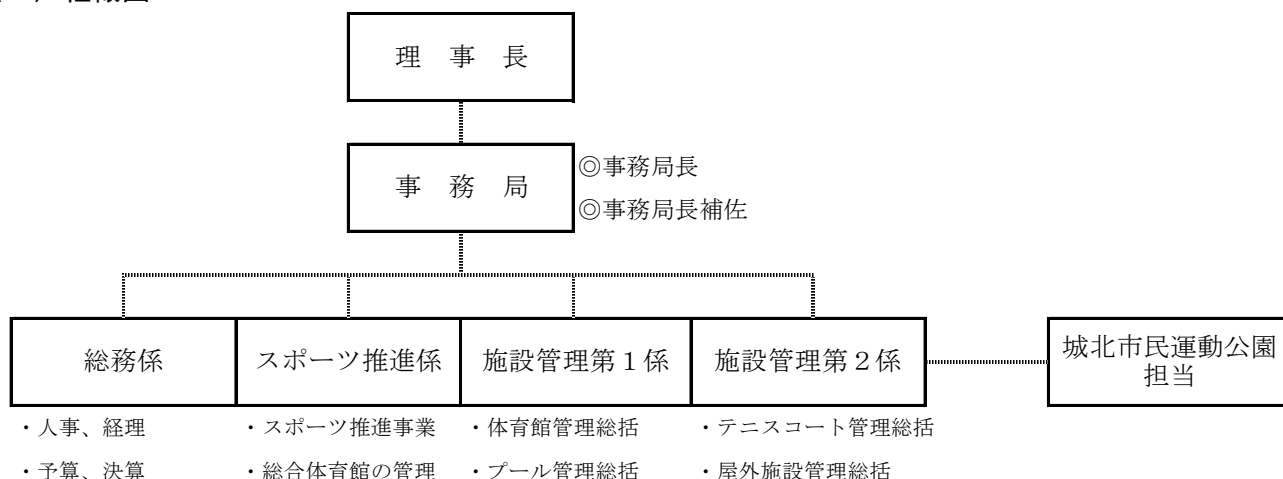 理 事 長
事 務 局
◎事務局長
◎事務局長補佐
総務係
スポーツ推進係
施設管理第１係
施設管理第２係
城北市民運動公園
担当
・人事、経理
・スポーツ推進事業
・体育館管理総括
・テニスコート管理総括
・予算、決算
・総合体育館の管理
・プール管理総括
・屋外施設管理総括